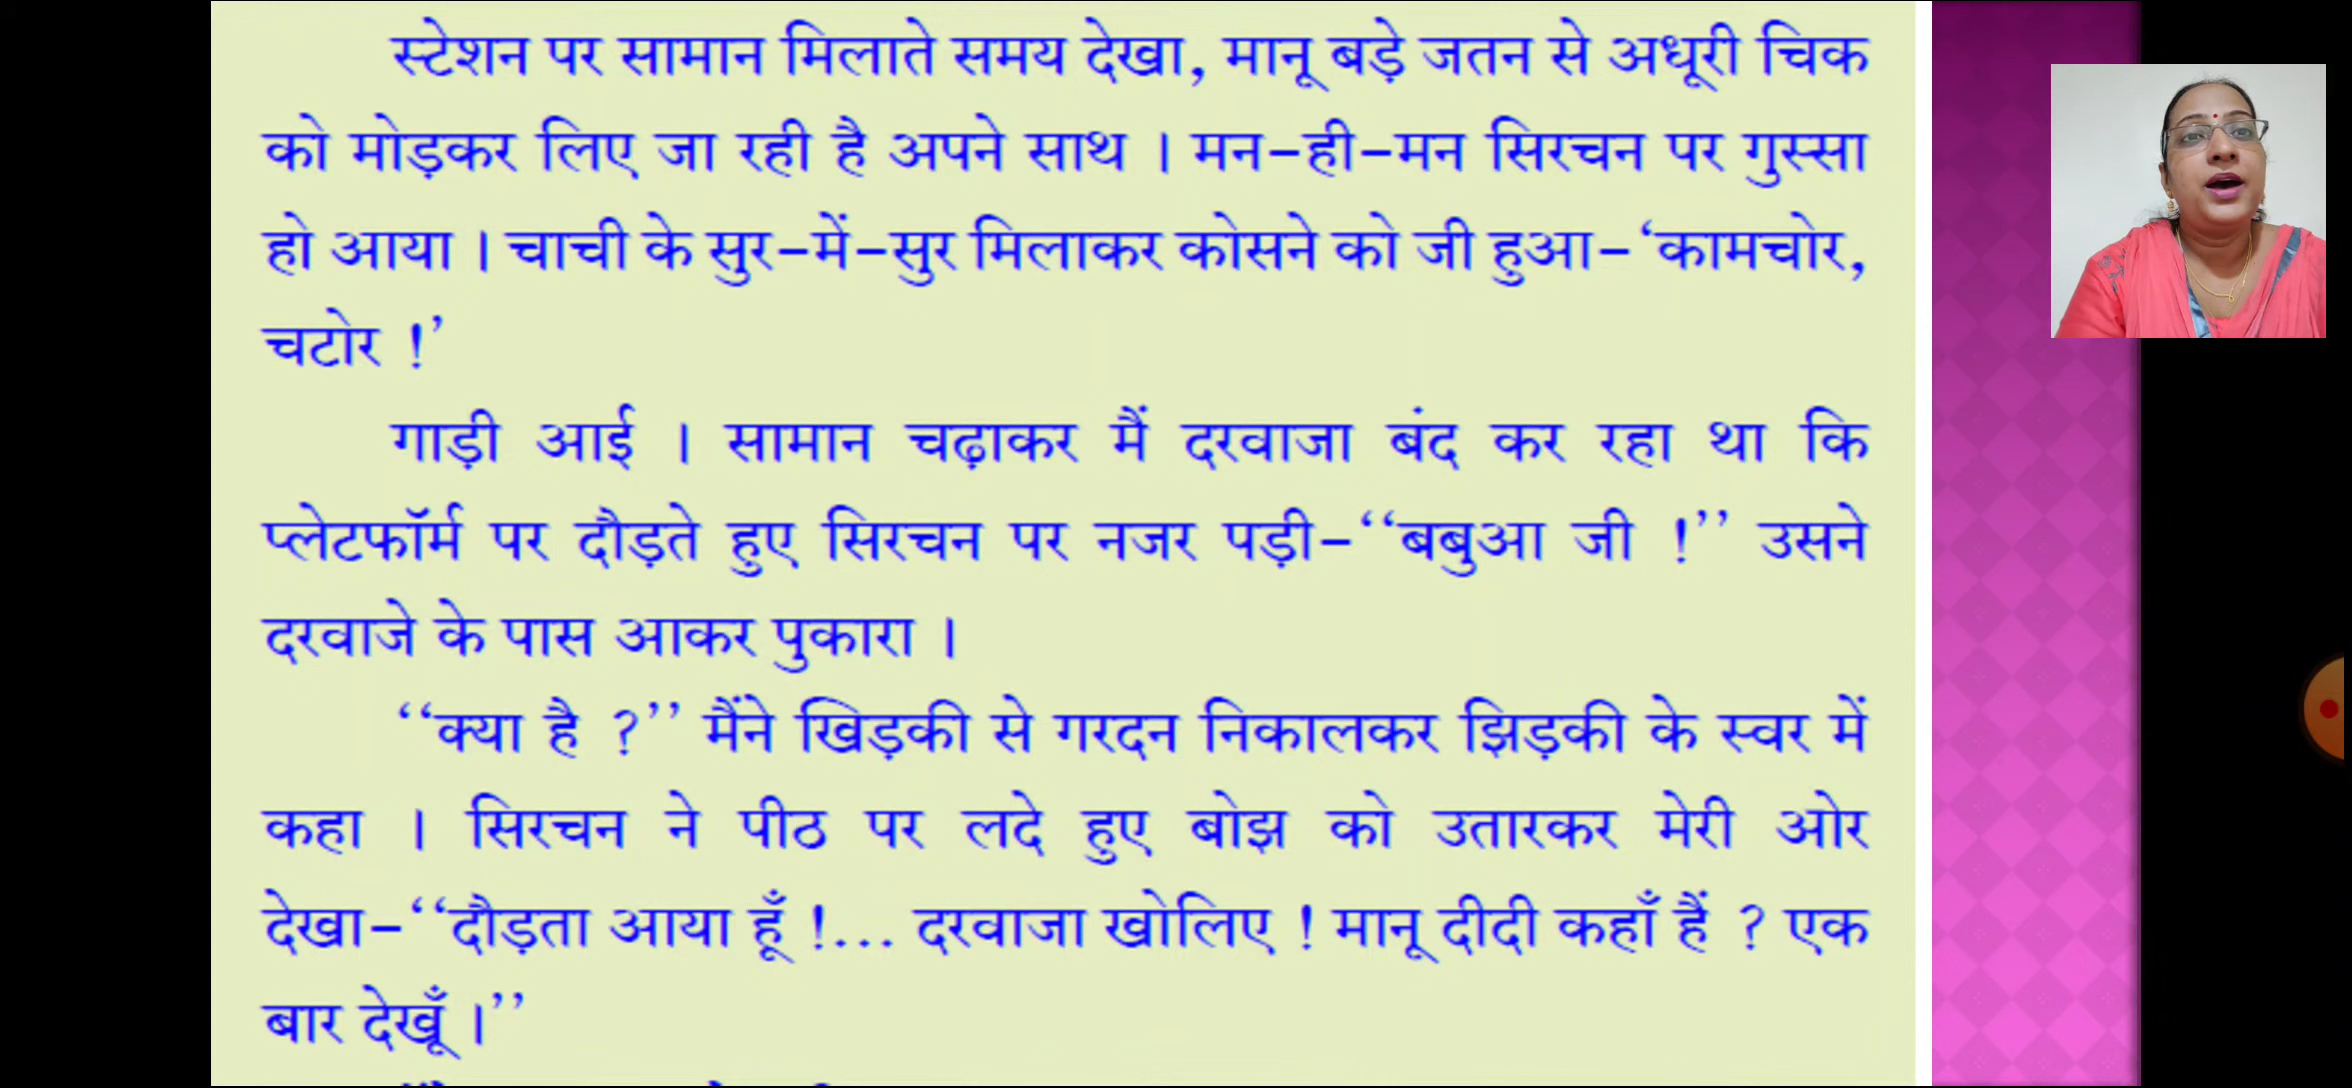 स्टेशन पर सामान मिलाते समय देखा, मानू बड़े जतन से अधूरी चिक
को मोड़कर लिए जा रही है अपने साथ । मन-ही-मन सिरचन पर गुस्सा
हो आया । चाची के सुर-में-सुर मिलाकर कोसने को जी हुआ-‘कामचोर,
चटोर !’
गाड़ी आई । सामान चढ़ाकर मैं दरवाजा बंद कर रहा था कि
प्लेटफॉर्म पर दौड़ते हुए सिरचन पर नजर पड़ी-‘‘बबुआ जी !’’ उसने
दरवाजे के पास आकर पुकारा ।
‘‘क्या है ?’’ मैंने खिड़की से गरदन निकालकर झिड़की के स्वर में
कहा । सिरचन ने पीठ पर लदे हुए बोझ को उतारकर मेरी ओर
देखा-‘‘दौड़ता आया हूँ !... दरवाजा खोलिए ! मानू दीदी कहाँ हैं ? एक
बार देखूँ ।’’